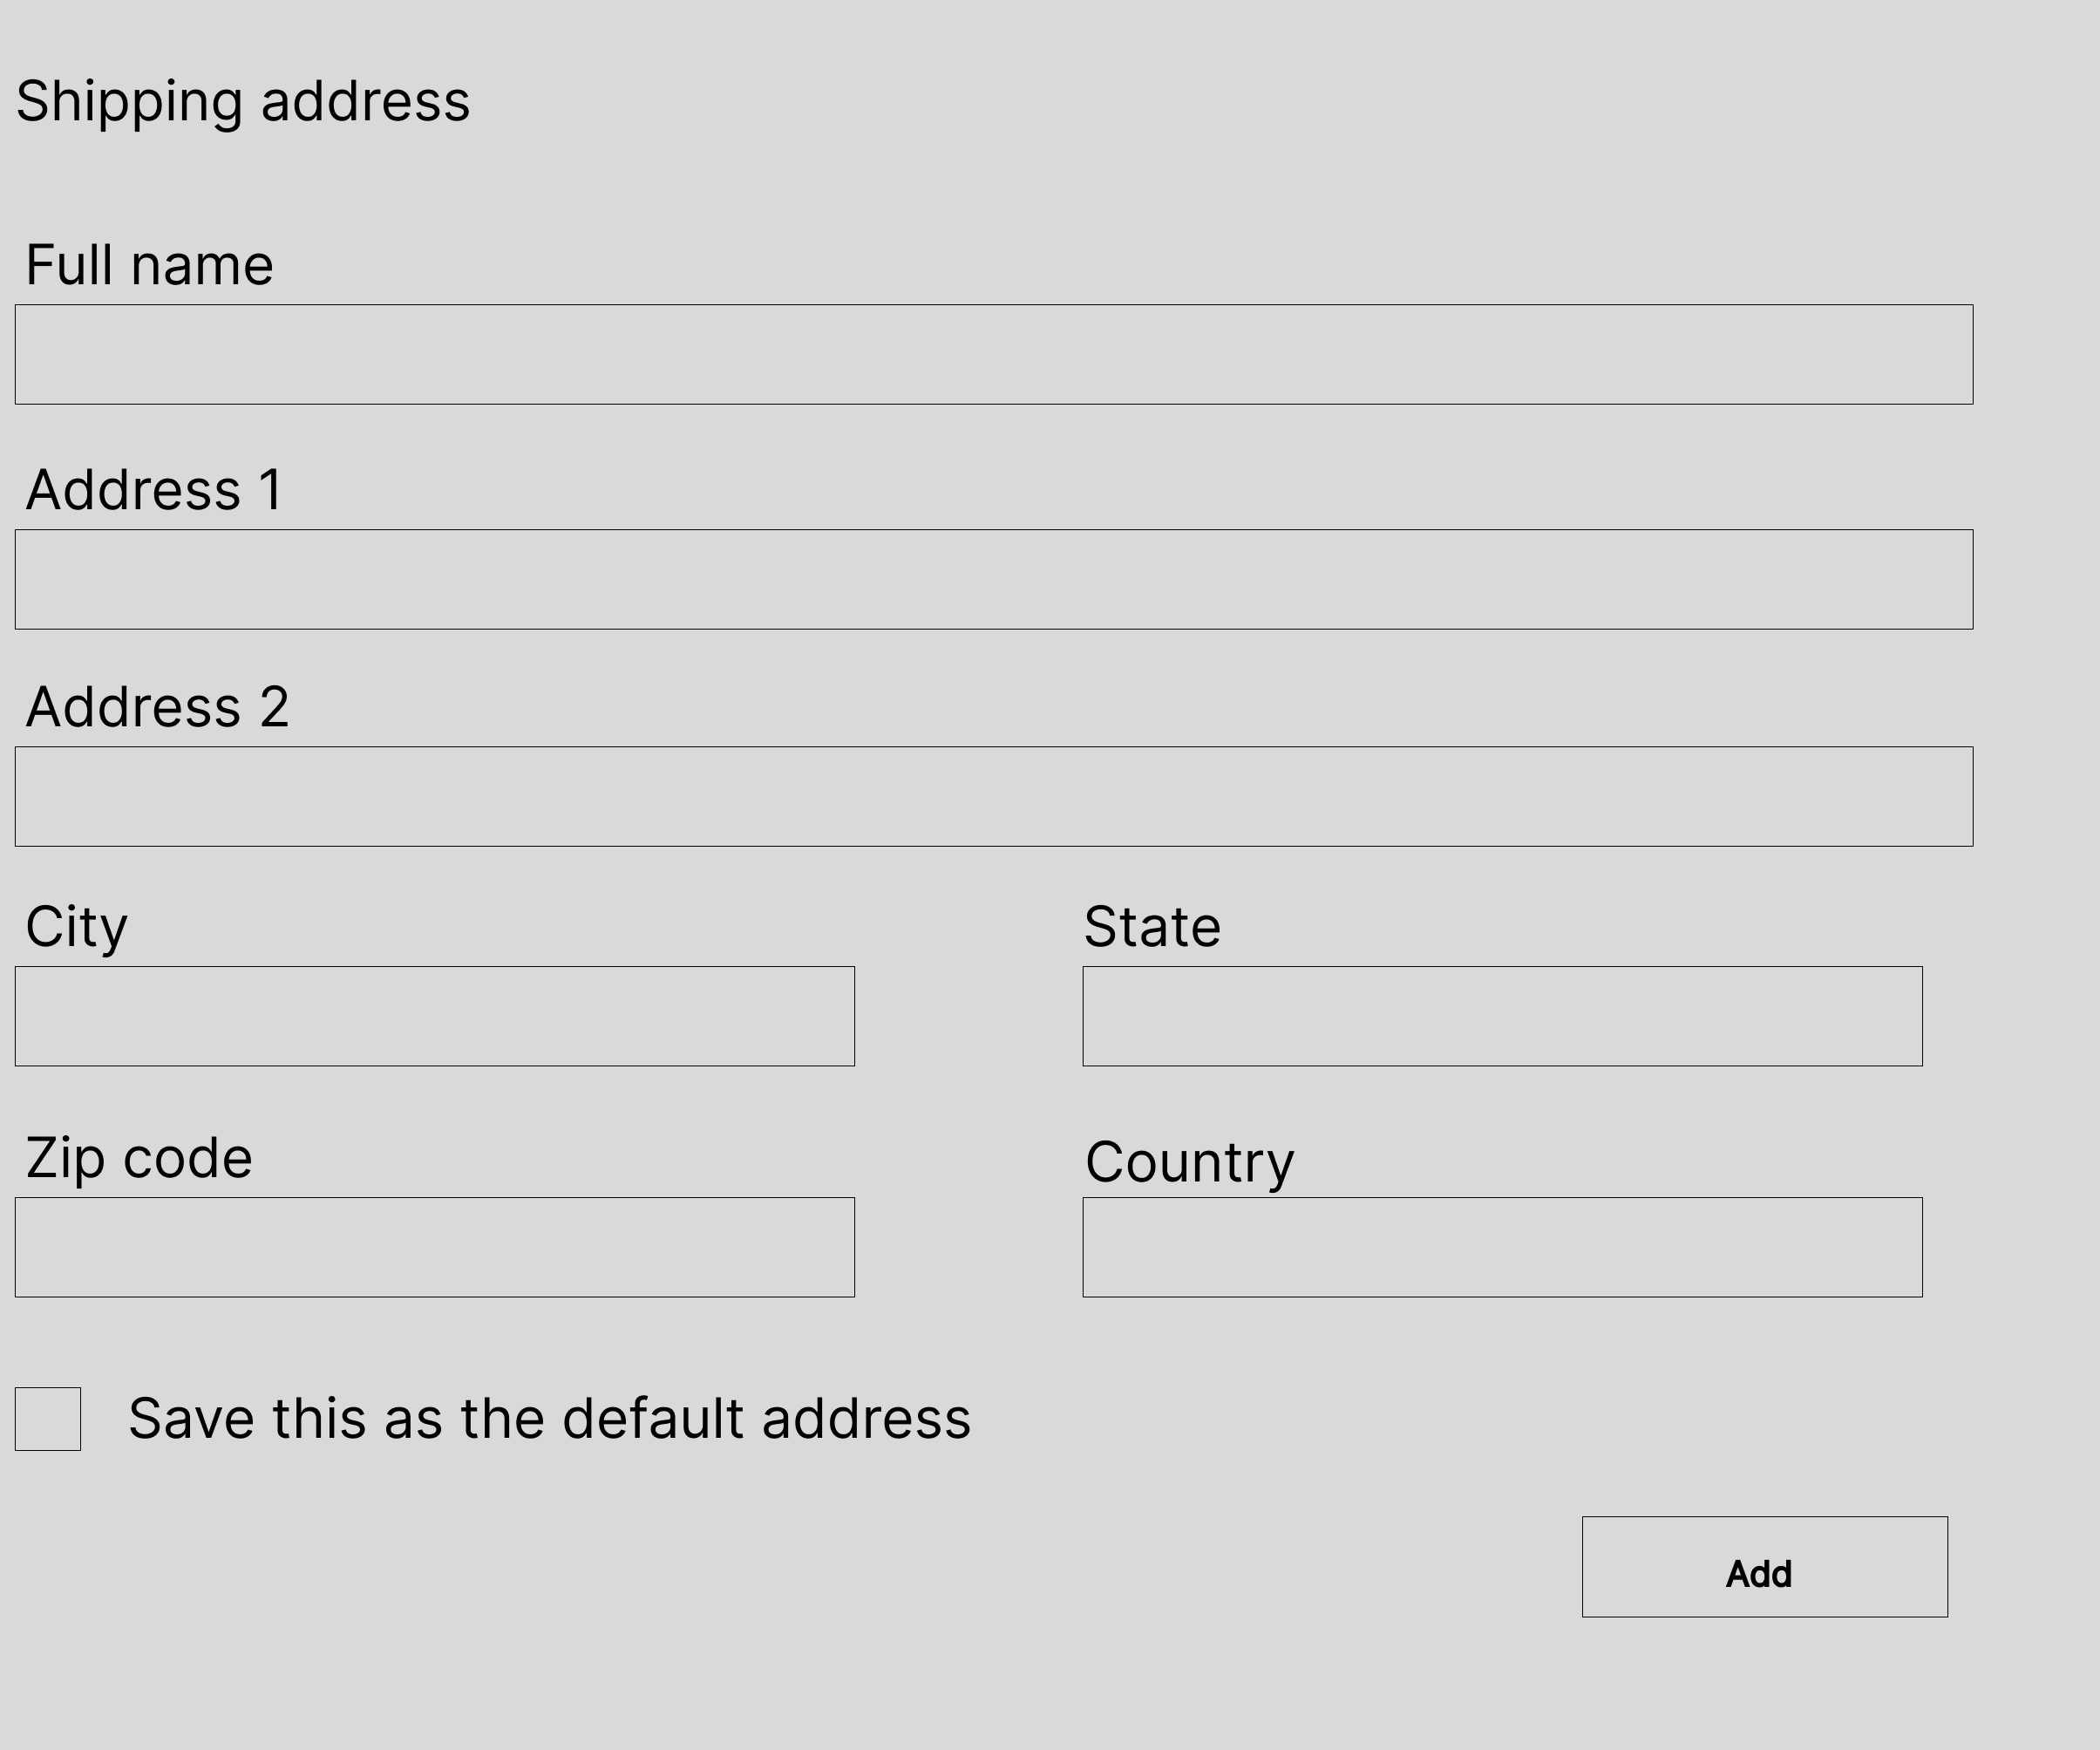 Shipping address
Full name
Address 1
Address 2
City
State
Zip code
Country
Save this as the default address
Add